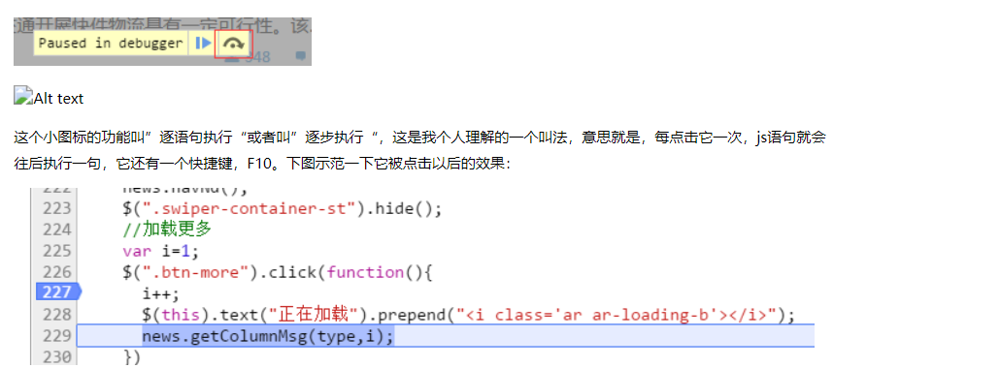 在通开展快件物流具有一定可行性。该
Paused in debugger
348
Alt text
这个小图标的功能叫”逐语句执行“或者叫”逐步执行“，这是我个人理解的一个叫法，意思就是，每点击它一次，js语句就会
往后执行一句，它还有一个快捷键，F10。下图示范一下它被点击以后的效果：
222 news.navNd();
223 $(".swiper-container-st").hide();
224 //加载更多
225 var i=1;
226 $(".btn-more").click(function(){
227 i++;
228 $(this).text("正在加载").prepend("<i class='ar ar-loading-b'></i>");
229 news.getColumnMsg(type,i);
230 })